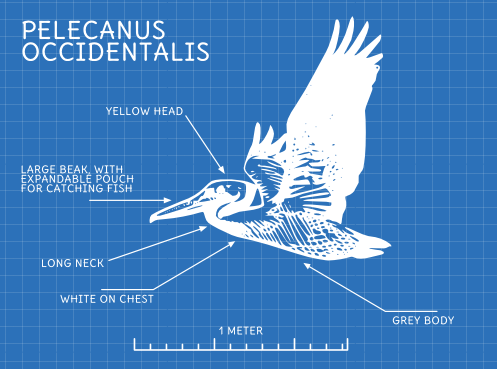 PELECANUS
OCCIDENTALIS
YELLOW HEAD
LARGE BEAK, WITH
EXPANDABLE POUCH
FOR CATCHING FISH
LONG NECK
WHITE ON CHEST
GREY BODY
1 METER